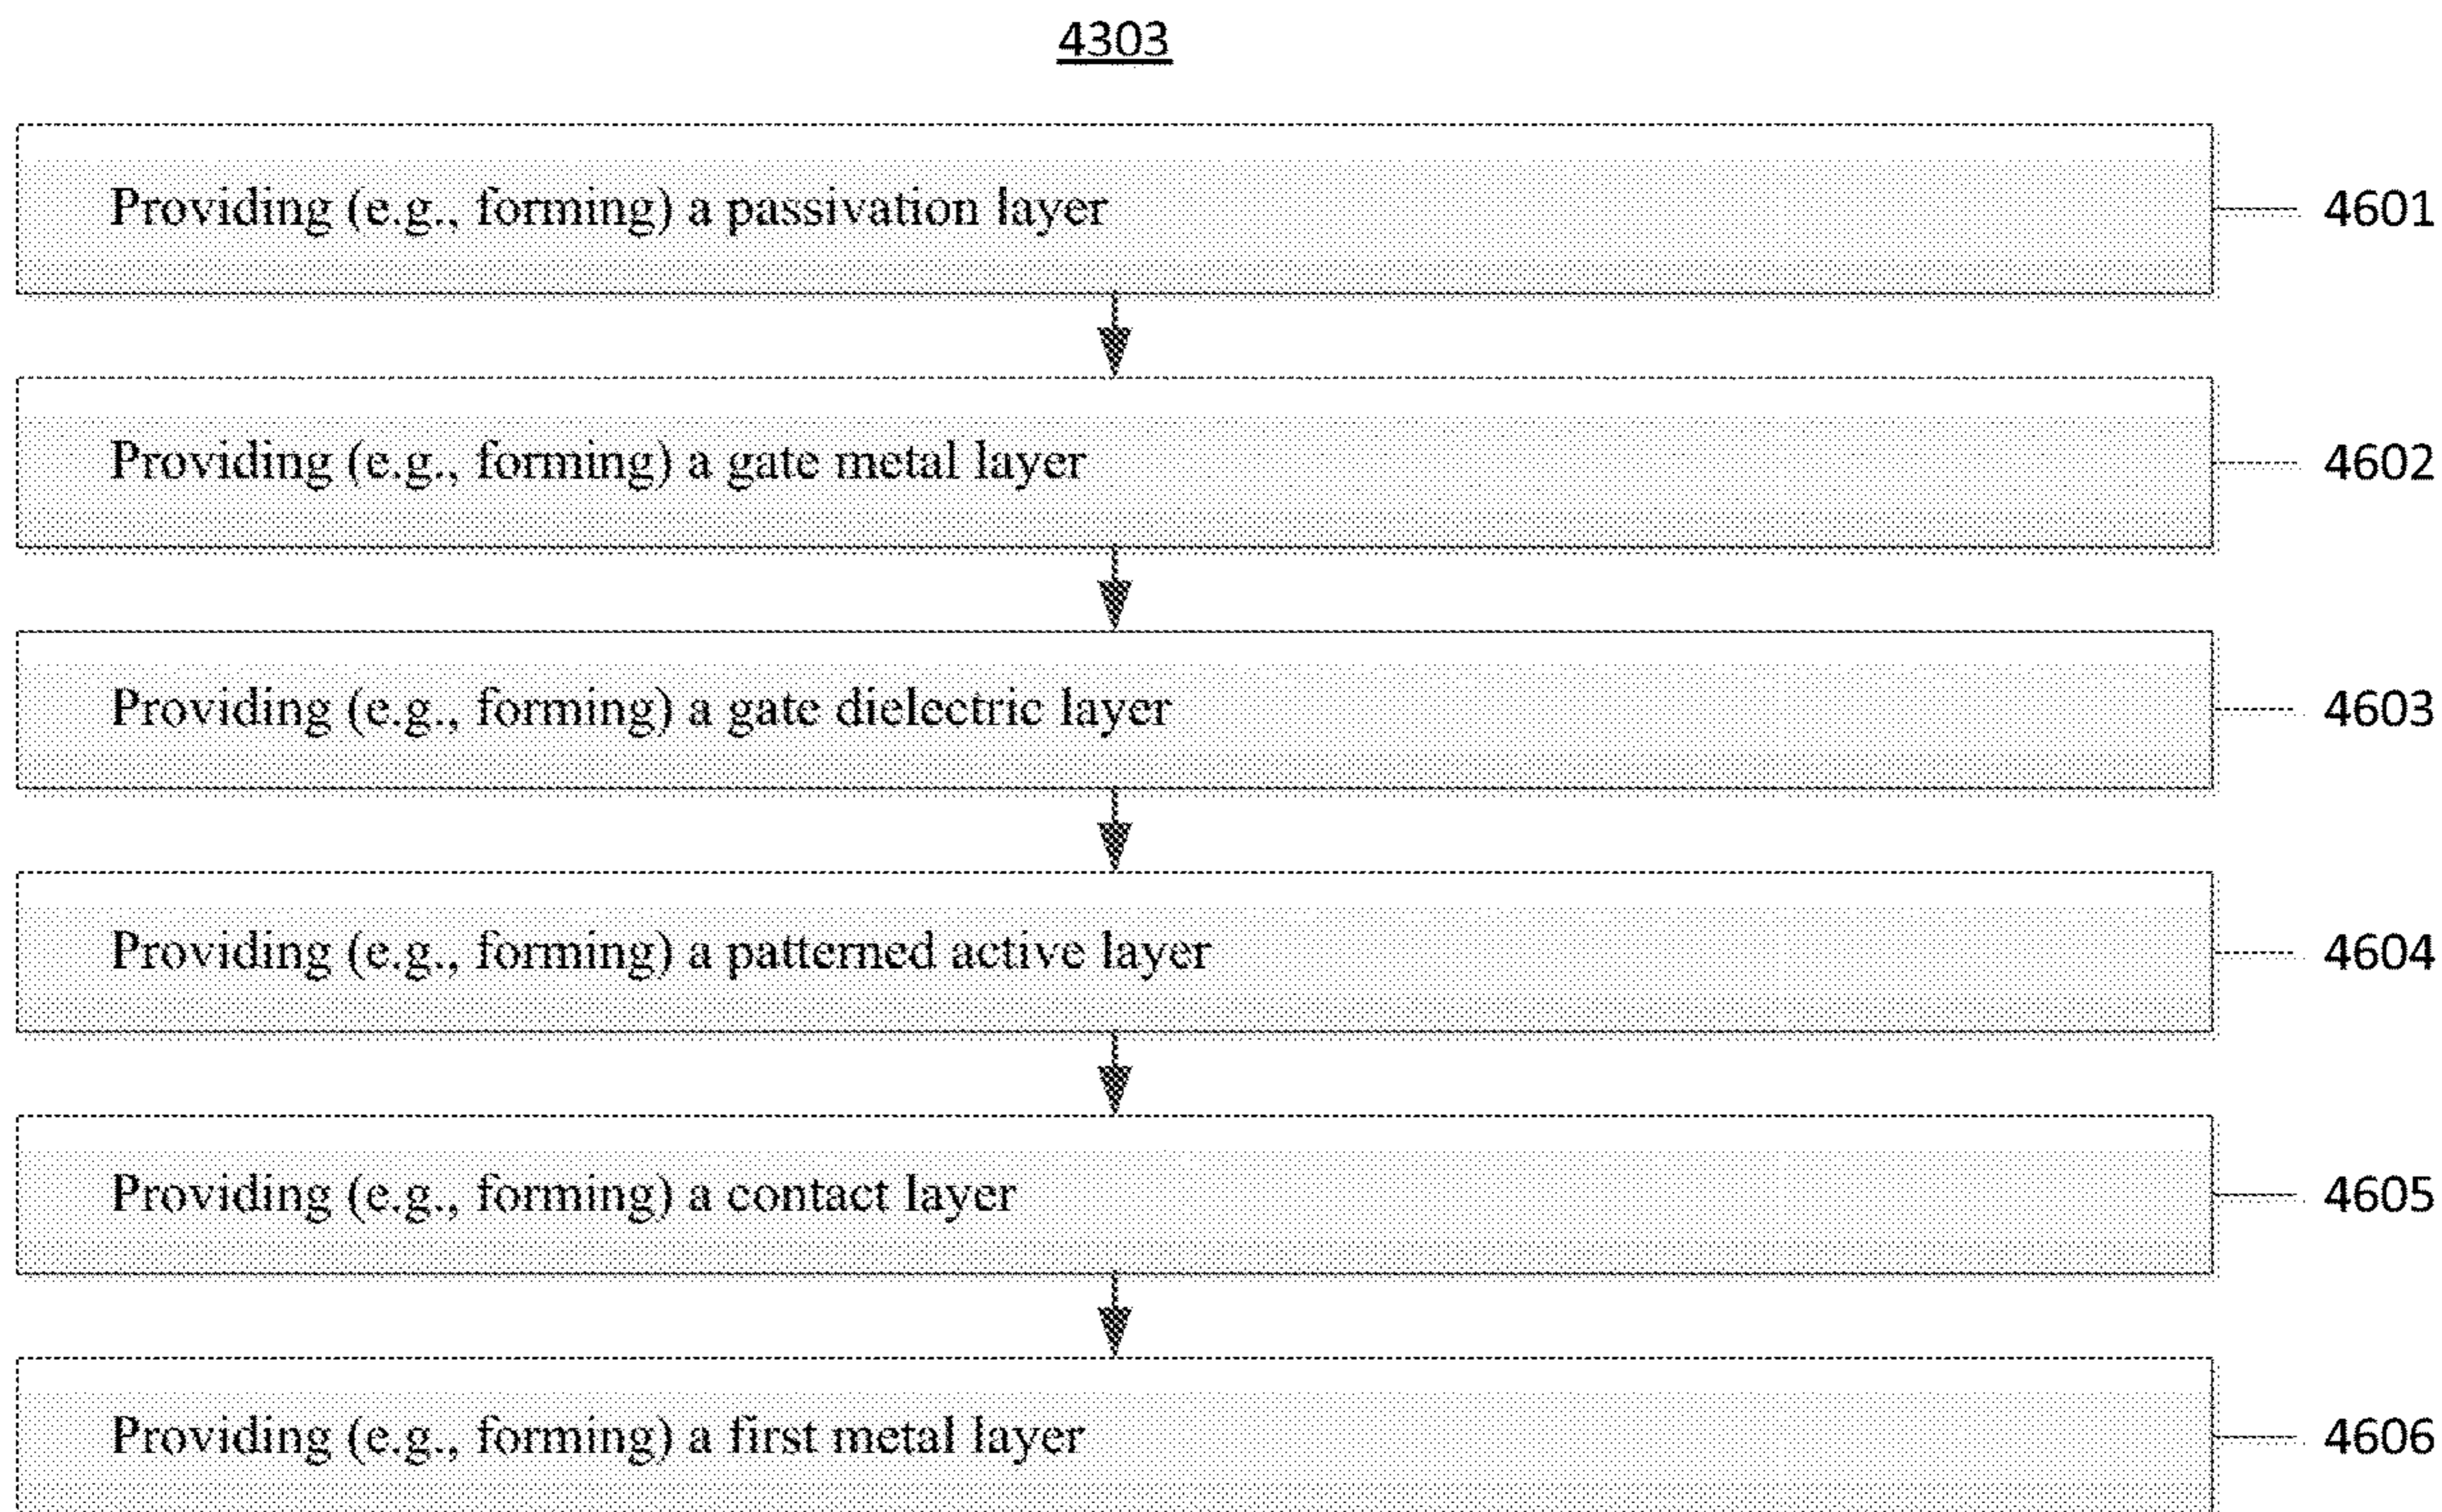 4303
Providing (e.g., forming) a passivation layer
4601
Providing (e.g., forming) a gate metal layer
4602
Providing (e.g., forming) a gate dielectric layer
4603
Providing (e.g., forming) a patterned active layer
4604
Providing (e.g., forming) a contact layer
4605
Providing (e.g., forming) a first metal layer
4606